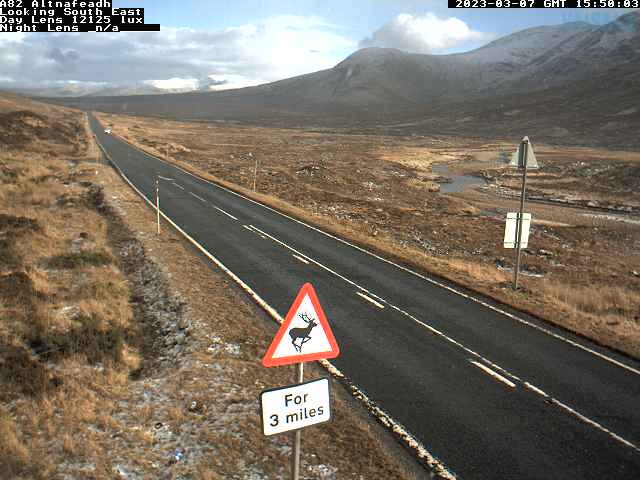 A82 Altnafeadh
2023-03-07 GMT 15:50:03
Looking South East
Day Lens 12125 lux
Night Lens n/a
For
3 miles